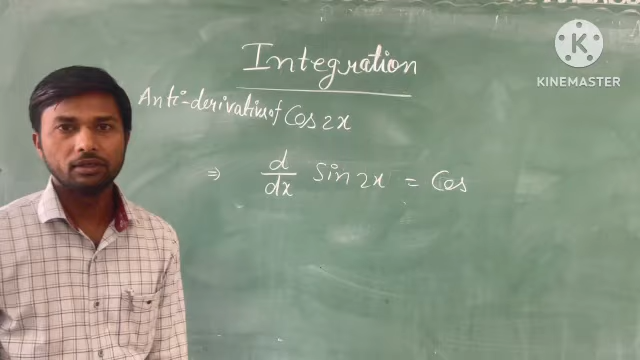 Integration
Anti-derivative of Cos 2x
⇒ d/dx Sin 2x = Cos
K
KINEMASTER